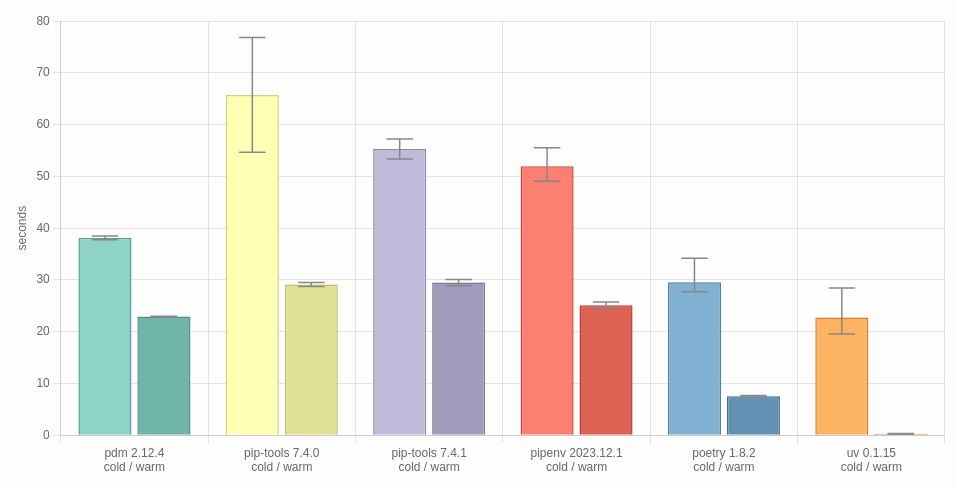 80
70
60
50
40
30
20
10
0
seconds
pdm 2.12.4
cold / warm
pip-tools 7.4.0
cold / warm
pip-tools 7.4.1
cold / warm
pipenv 2023.12.1
cold / warm
poetry 1.8.2
cold / warm
uv 0.1.15
cold / warm